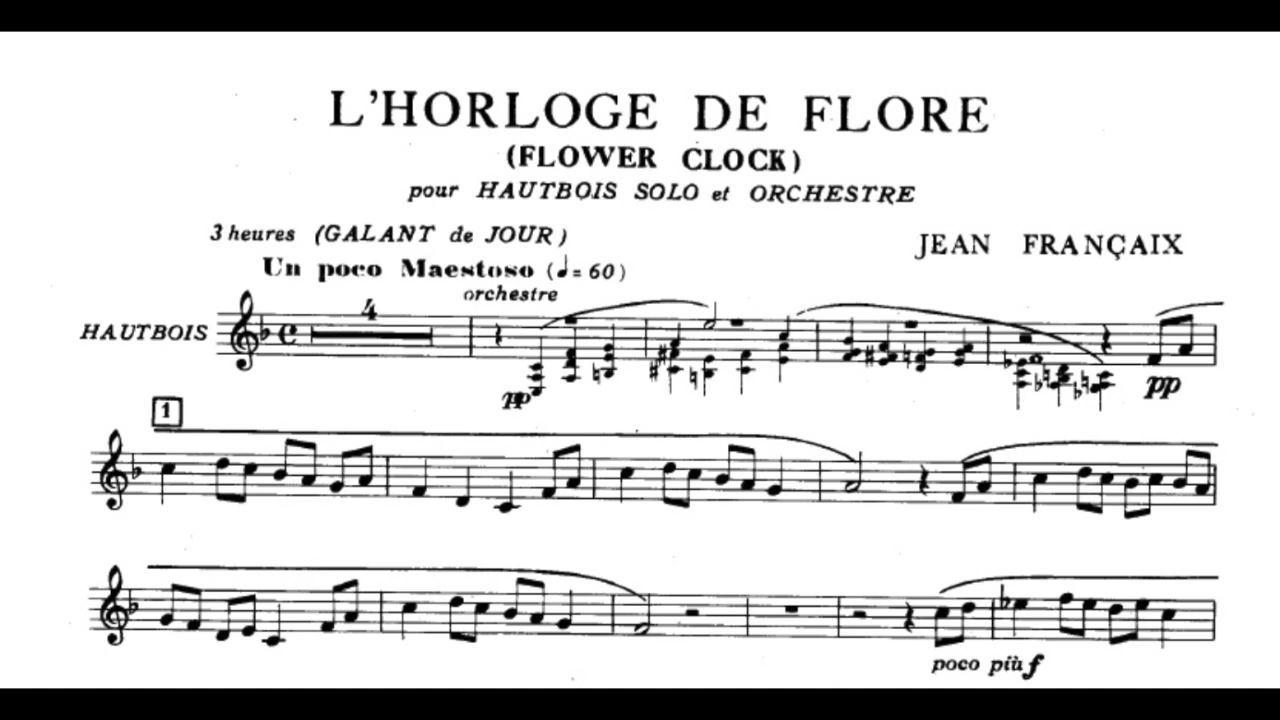 L'HORLOGE DE FLORE
(FLOWER CLOCK)
pour HAUTBOIS SOLO et ORCHESTRE
3 heures (GALANT de JOUR)
JEAN FRANÇAIX
Un poco Maestoso (♩= 60)
orchestre
4
HAUTBOIS
pp
pp
1
poco più f